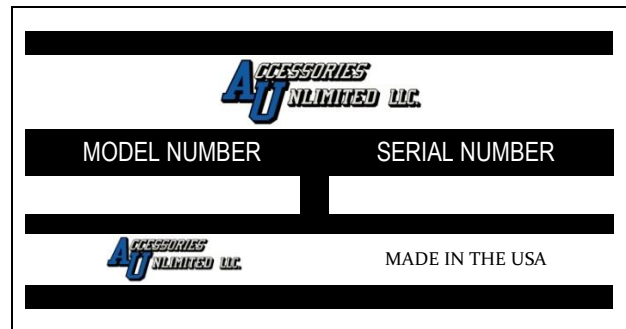 ACCESSORIES
UNLIMITED LLC.
MODEL NUMBER SERIAL NUMBER
ACCESSORIES
UNLIMITED LLC.
MADE IN THE USA